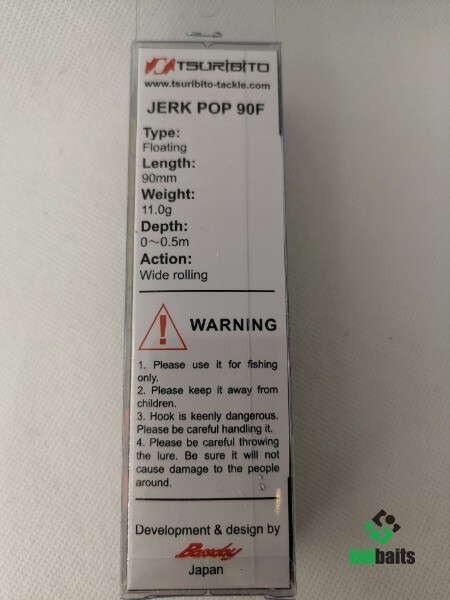 TSURIBITO
www.tsuribito-tackle.com
JERK POP 90F
Type:
Floating
Length:
90mm
Weight:
11.0g
Depth:
0~0.5m
Action:
Wide rolling
WARNING
1. Please use it for fishing
only.
2. Please keep it away from
children.
3. Hook is keenly dangerous.
Please be careful handling it.
4. Please be careful throwing
the lure. Be sure it will not
cause damage to the people
around.
Development & design by
Bassday
Japan
baits